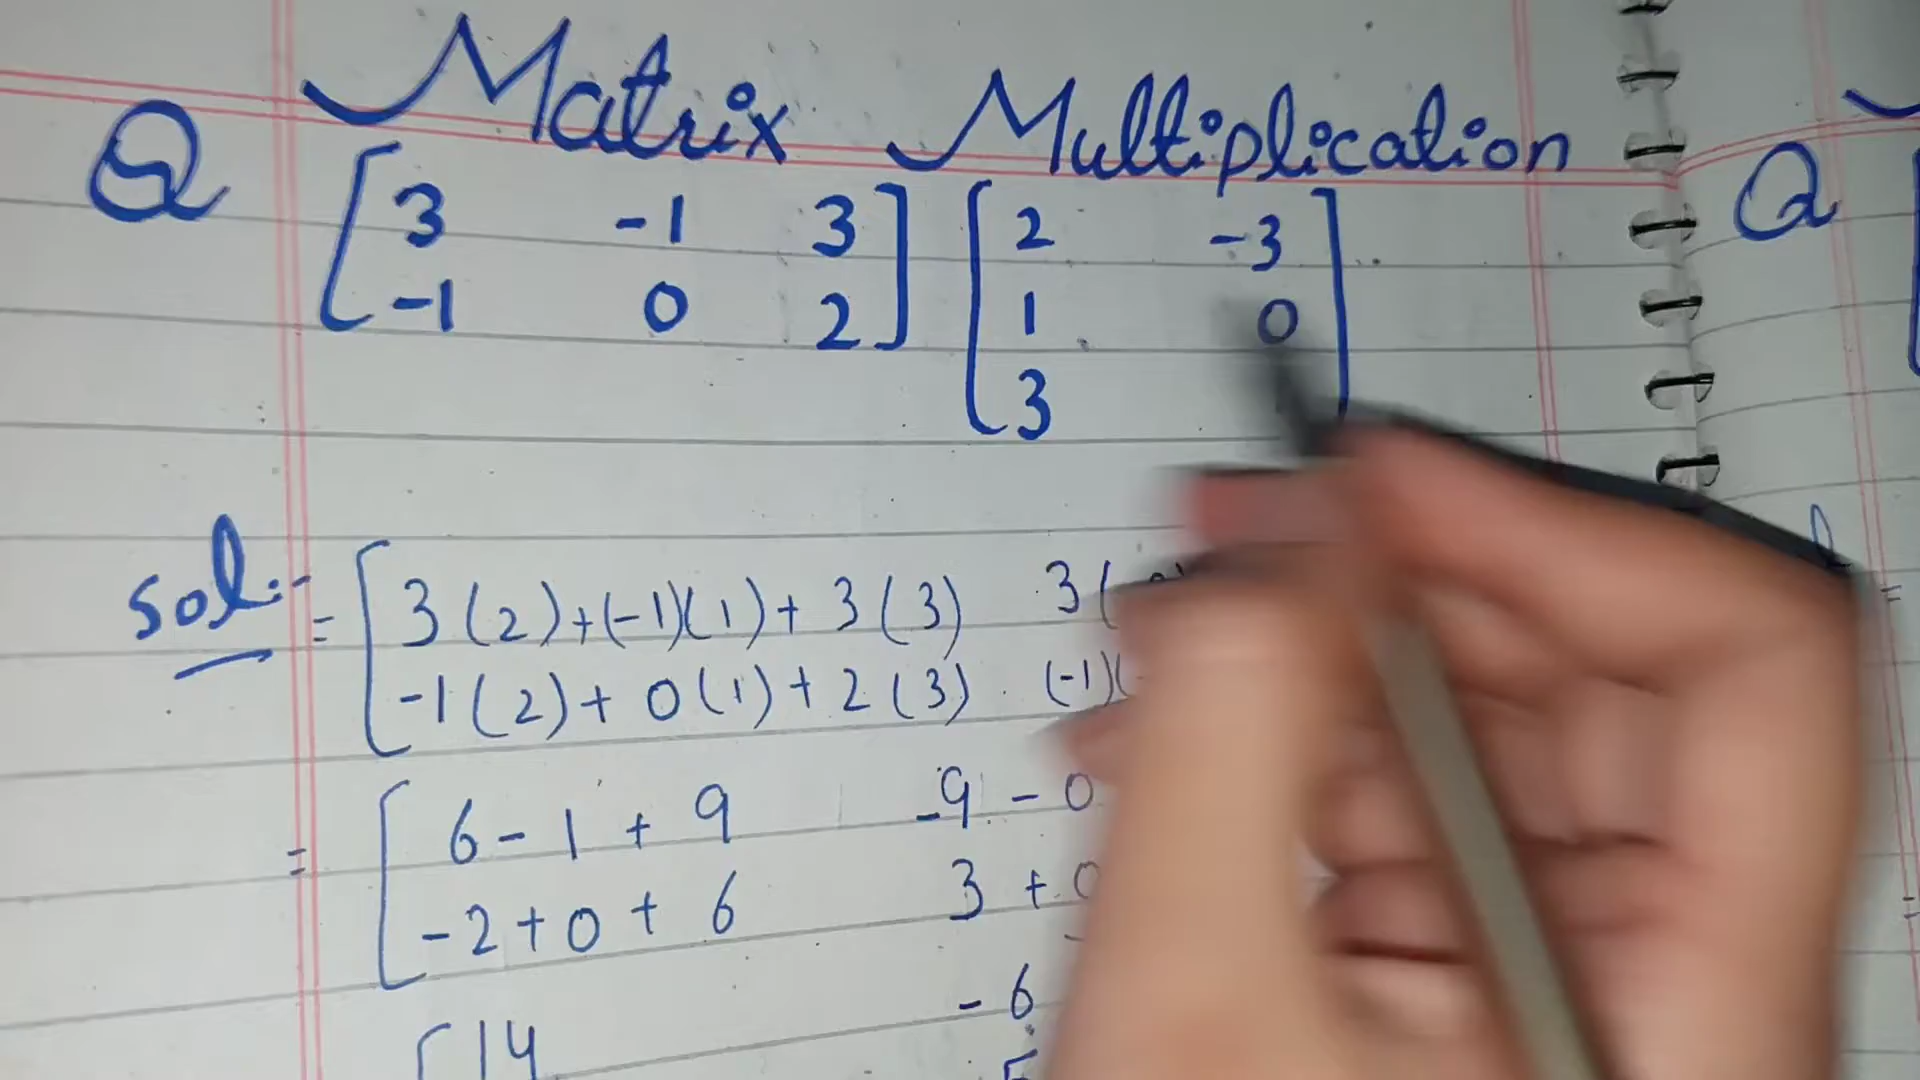 Matrix Multiplication
Q [ 3 -1 3 ] [ 2 -3 ]
[ -1 0 2 ] [ 1 0 ]
[ 3
Q
Sol:- = [ 3(2)+(-1)(1)+3(3) 3(
-1(2)+0(1)+2(3) (-1)(
= [ 6-1+9 -9-0
-2+0+6 3+0
[ 14 -6